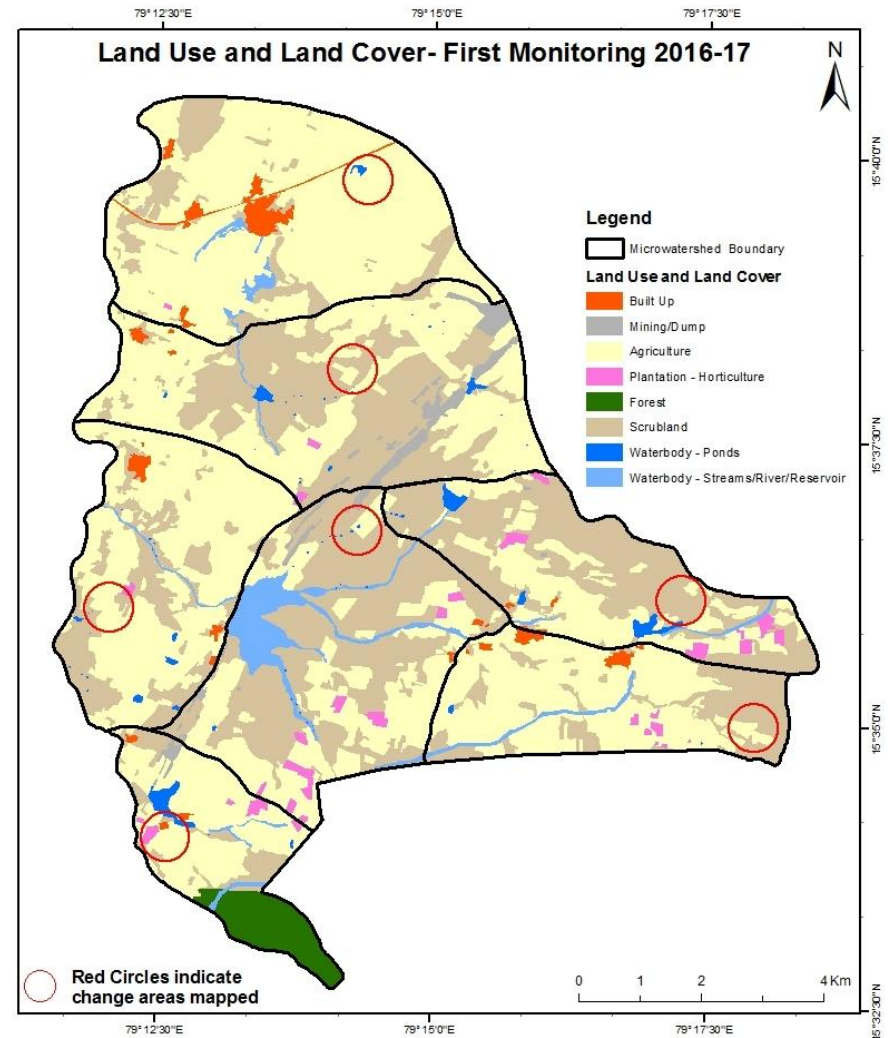 79°12'30"E 79°15'0"E 79°17'30"E
Land Use and Land Cover- First Monitoring 2016-17
N
15°40'0"N
Legend
Microwatershed Boundary
Land Use and Land Cover
Built Up
Mining/Dump
Agriculture
Plantation - Horticulture
Forest
Scrubland
Waterbody - Ponds
Waterbody - Streams/River/Reservoir
15°37'30"N
15°35'0"N
Red Circles indicate
change areas mapped
0 1 2 4 Km
15°32'30"N
79°12'30"E 79°15'0"E 79°17'30"E